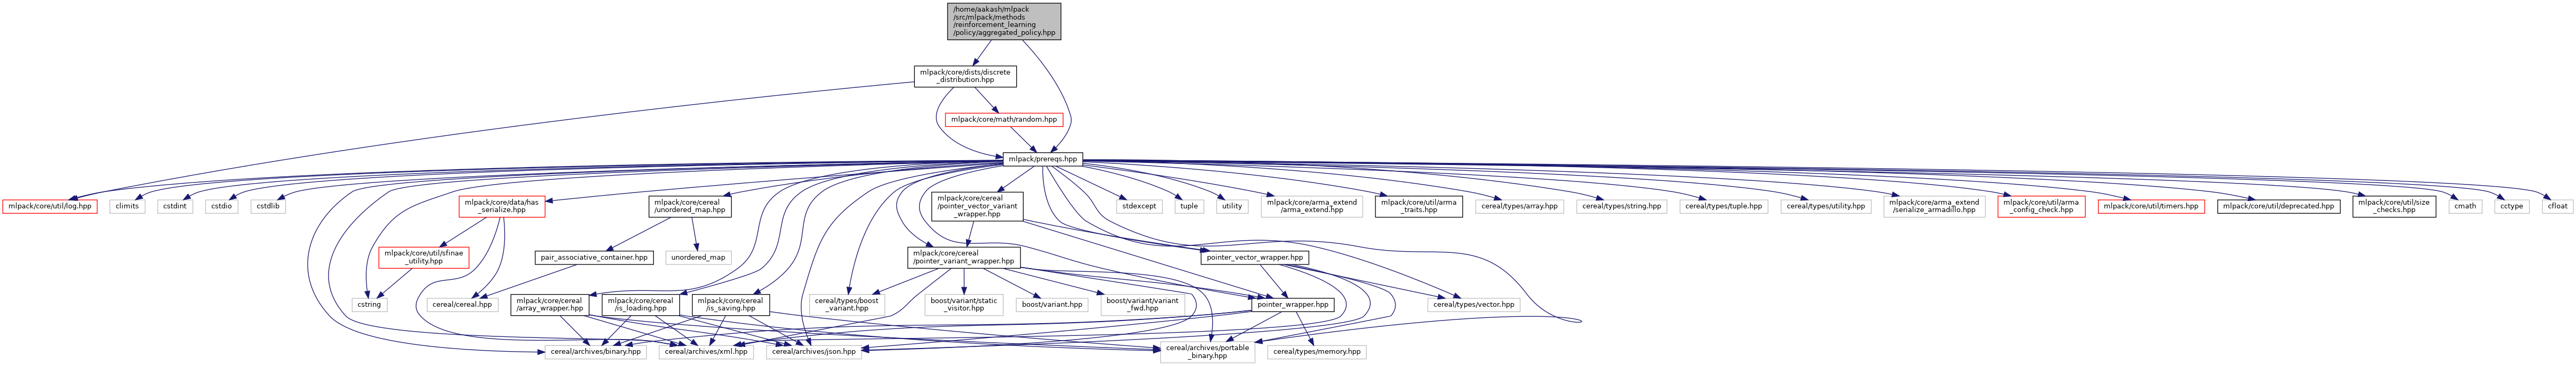 /home/aakash/mlpack
/src/mlpack/methods
/reinforcement_learning
/policy/aggregated_policy.hpp
mlpack/core/dists/discrete
_distribution.hpp
mlpack/core/math/random.hpp
mlpack/prereqs.hpp
mlpack/core/util/log.hpp
climits
cstdint
cstdio
cstdlib
mlpack/core/data/has
_serialize.hpp
mlpack/core/cereal
/unordered_map.hpp
mlpack/core/cereal
/pointer_vector_variant
_wrapper.hpp
stdexcept
tuple
utility
mlpack/core/arma_extend
/arma_extend.hpp
mlpack/core/util/arma
_traits.hpp
cereal/types/array.hpp
cereal/types/string.hpp
cereal/types/tuple.hpp
cereal/types/utility.hpp
mlpack/core/arma_extend
/serialize_armadillo.hpp
mlpack/core/util/arma
_config_check.hpp
mlpack/core/util/timers.hpp
mlpack/core/util/deprecated.hpp
mlpack/core/util/size
_checks.hpp
cmath
cctype
cfloat
mlpack/core/util/sfinae
_utility.hpp
pair_associative_container.hpp
unordered_map
mlpack/core/cereal
/pointer_variant_wrapper.hpp
pointer_vector_wrapper.hpp
cstring
cereal/cereal.hpp
mlpack/core/cereal
/array_wrapper.hpp
mlpack/core/cereal
/is_loading.hpp
mlpack/core/cereal
/is_saving.hpp
cereal/types/boost
_variant.hpp
boost/variant/static
_visitor.hpp
boost/variant.hpp
boost/variant/variant
_fwd.hpp
pointer_wrapper.hpp
cereal/types/vector.hpp
cereal/archives/binary.hpp
cereal/archives/xml.hpp
cereal/archives/json.hpp
cereal/archives/portable
_binary.hpp
cereal/types/memory.hpp